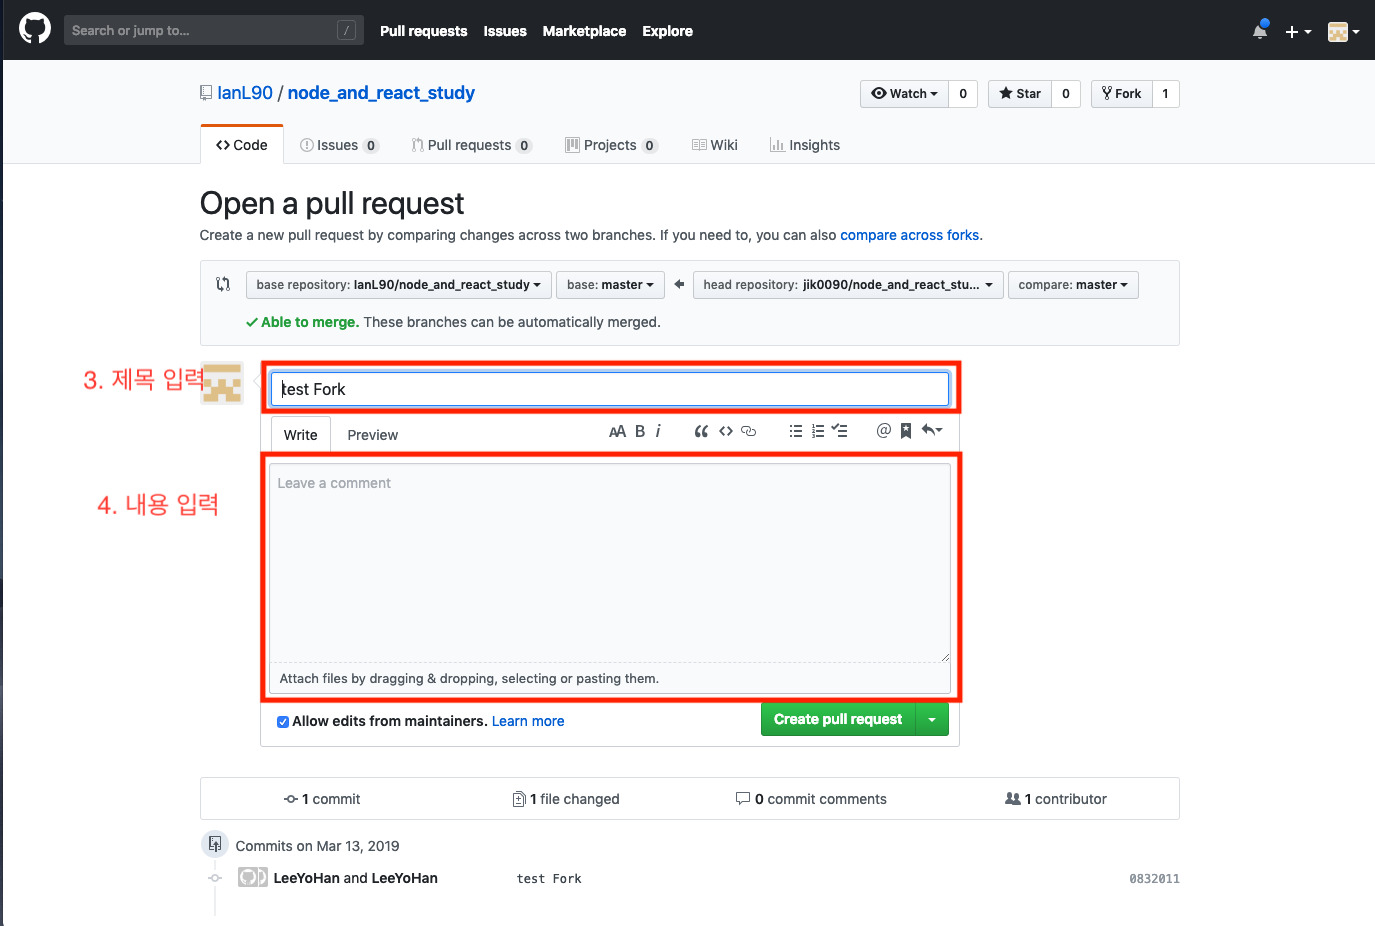 Search or jump to... / Pull requests Issues Marketplace Explore
IanL90 / node_and_react_study Watch 0 Star 0 Fork 1
Code Issues 0 Pull requests 0 Projects 0 Wiki Insights
Open a pull request
Create a new pull request by comparing changes across two branches. If you need to, you can also compare across forks.
base repository: IanL90/node_and_react_study base: master head repository: jik0090/node_and_react_stu... compare: master
Able to merge. These branches can be automatically merged.
3. 제목 입력 test Fork
Write Preview AA B i @
4. 내용 입력 Leave a comment
Attach files by dragging & dropping, selecting or pasting them.
Allow edits from maintainers. Learn more Create pull request
1 commit 1 file changed 0 commit comments 1 contributor
Commits on Mar 13, 2019
LeeYoHan and LeeYoHan test Fork 0832011